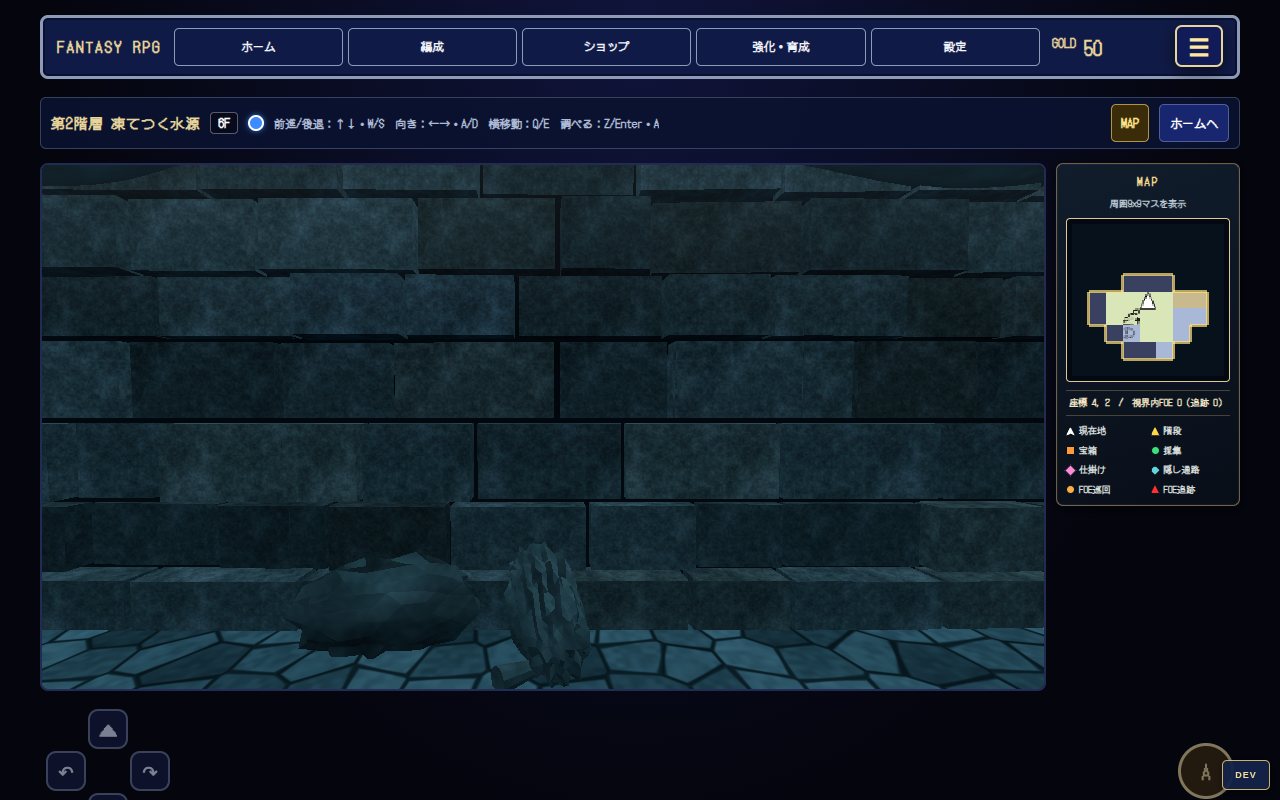 FANTASY RPG
ホーム
編成
ショップ
強化・育成
設定
GOLD 50
第2階層 凍てつく水源 6F 前進/後退：↑↓・W/S 向き：←→・A/D 横移動：Q/E 調べる：Z/Enter・A
MAP
ホームへ
MAP
周囲9x9マスを表示
座標 4, 2 / 視界内FOE 0（追跡 0）
現在地
階段
宝箱
採集
仕掛け
隠し通路
FOE巡回
FOE追跡
A
DEV